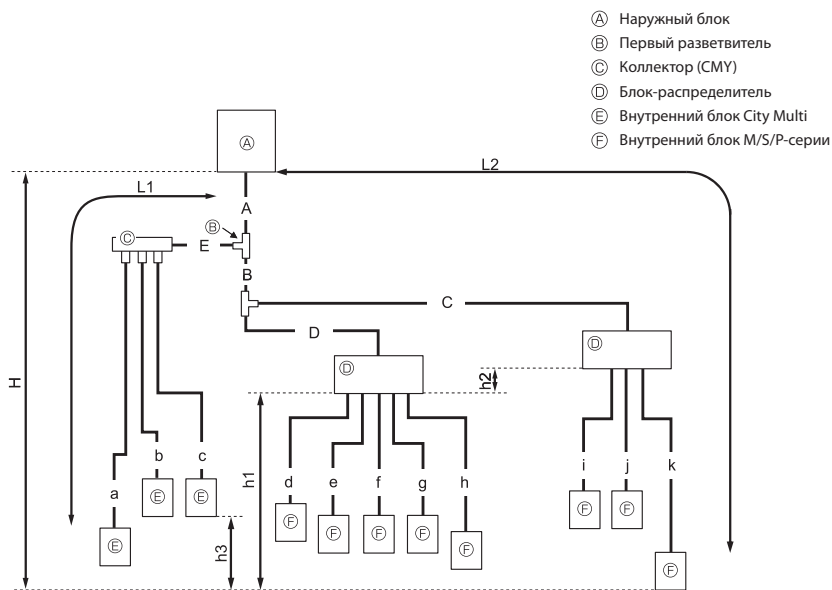 Ⓐ Наружный блок
Ⓑ Первый разветвитель
Ⓒ Коллектор (CMY)
Ⓓ Блок-распределитель
Ⓔ Внутренний блок City Multi
Ⓕ Внутренний блок M/S/P-серии
Ⓐ
L2
L1
A
Ⓑ
Ⓒ
E
B
C
D
Ⓓ
Ⓓ
H
h2
h1
a
b
c
d
e
f
g
h
i
j
k
Ⓔ
Ⓔ
Ⓔ
Ⓕ
Ⓕ
Ⓕ
Ⓕ
Ⓕ
Ⓕ
Ⓕ
Ⓕ
h3